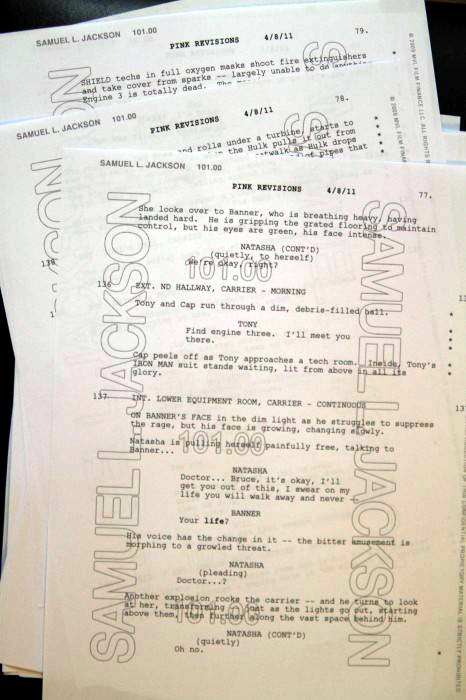 SAMUEL L. JACKSON 101.00
PINK REVISIONS 4/8/11 79.
SHIELD techs in full oxygen masks shoot fire extinguishers
and take cover from sparks -- largely unable to do
Engine 3 is totally dead.
SAMUEL L. JACKSON 101.00
PINK REVISIONS 4/8/11 78.
and rolls under a turbine, starts to
the Hulk pulls it out from
catwalk as Hulk drops
of pipes that
SAMUEL L. JACKSON 101.00
PINK REVISIONS 4/8/11 77.
She looks over to Banner, who is breathing heavy, having
landed hard. He is gripping the grated flooring to maintain
control, but his eyes are green, his face intense.
NATASHA (CONT'D)
(quietly, to herself)
We're okay, right?
136 EXT. ND HALLWAY, CARRIER - MORNING
Tony and Cap run through a dim, debris-filled hall.
TONY
Find engine three. I'll meet you
there.
Cap peels off as Tony approaches a tech room. Inside, Tony's
IRON MAN suit stands waiting, lit from above in all its
glory.
137 INT. LOWER EQUIPMENT ROOM, CARRIER - CONTINUOUS
ON BANNER'S FACE in the dim light as he struggles to suppress
the rage, but his face is growing, changing slowly.
Natasha is pulling herself painfully free, talking to
Banner...
NATASHA
Doctor... Bruce, it's okay, I'll
get you out of this, I swear on my
life you will walk away and never -
BANNER
Your life?
His voice has the change in it -- the bitter amusement is
morphing to a growled threat.
NATASHA
(pleading)
Doctor...?
Another explosion rocks the carrier -- and he turns to look
at her, transforming that as the lights go out, starting
above them, then further along the vast space behind him.
NATASHA (CONT'D)
(quietly)
Oh no.
SAMUEL L. JACKSON
SAMUEL L. JACKSON
101.00
101.00
101.00